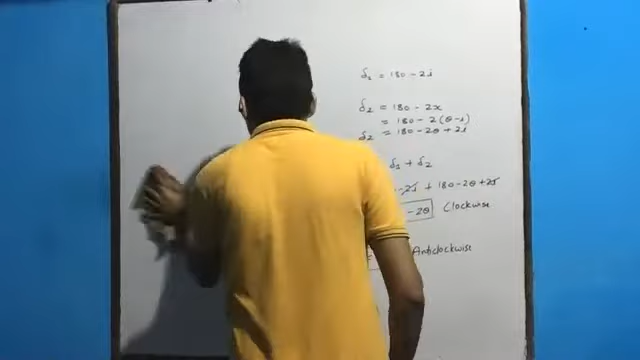 δ₁ = 180 - 2i
δ₂ = 180 - 2x
= 180 - 2(θ-i)
δ₂ = 180 - 2θ + 2i
δ₁ + δ₂
- 2i + 180 - 2θ + 2i
- 2θ Clockwise
Anticlockwise